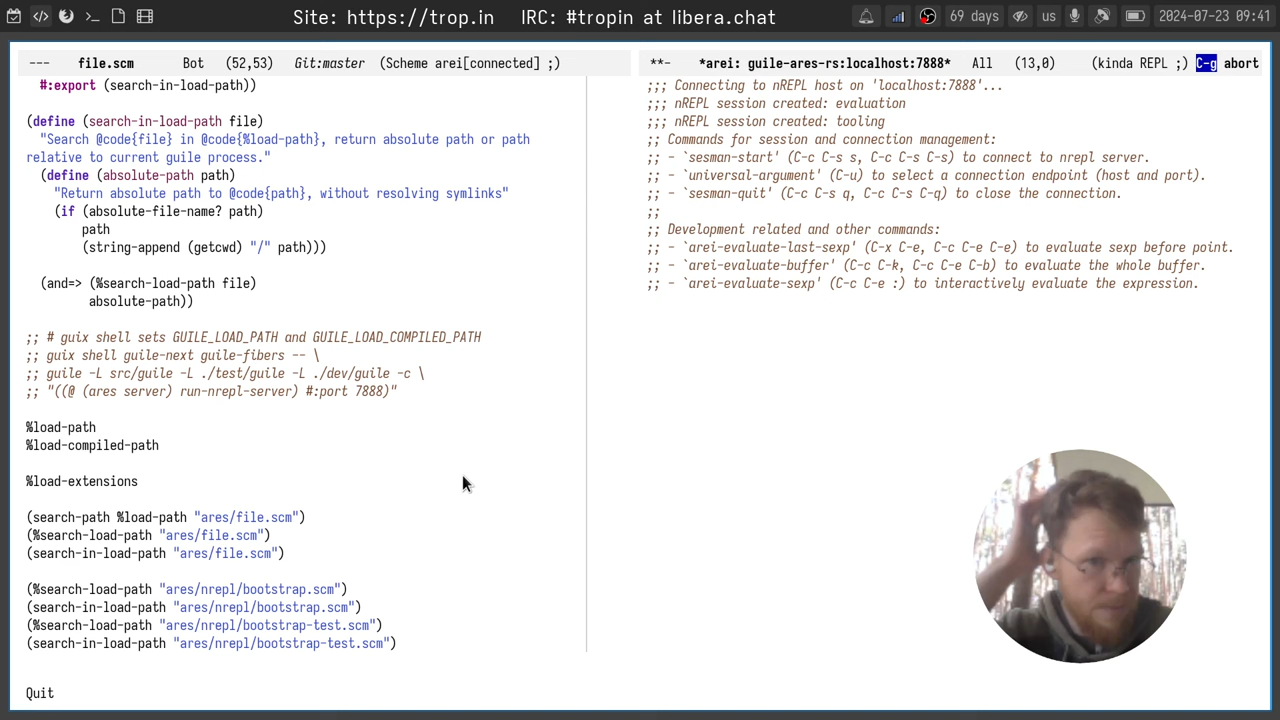 Site: https://trop.in   IRC: #tropin at libera.chat
69 days
us
2024-07-23 09:41
---   file.scm   Bot   (52,53)   Git:master   (Scheme arei[connected] ;)
#:export (search-in-load-path))
(define (search-in-load-path file)
"Search @code{file} in @code{%load-path}, return absolute path or path
relative to current guile process."
(define (absolute-path path)
"Return absolute path to @code{path}, without resolving symlinks"
(if (absolute-file-name? path)
path
(string-append (getcwd) "/" path)))
(and=> (%search-load-path file)
absolute-path))
;; # guix shell sets GUILE_LOAD_PATH and GUILE_LOAD_COMPILED_PATH
;; guix shell guile-next guile-fibers -- \
;; guile -L src/guile -L ./test/guile -L ./dev/guile -c \
;; "((@ (ares server) run-nrepl-server) #:port 7888)"
%load-path
%load-compiled-path
%load-extensions
(search-path %load-path "ares/file.scm")
(%search-load-path "ares/file.scm")
(search-in-load-path "ares/file.scm")
(%search-load-path "ares/nrepl/bootstrap.scm")
(search-in-load-path "ares/nrepl/bootstrap.scm")
(%search-load-path "ares/nrepl/bootstrap-test.scm")
(search-in-load-path "ares/nrepl/bootstrap-test.scm")
**-   *arei: guile-ares-rs:localhost:7888*   All   (13,0)   (kinda REPL ;) C-g abort
;;; Connecting to nREPL host on 'localhost:7888'...
;;; nREPL session created: evaluation
;;; nREPL session created: tooling
;; Commands for session and connection management:
;; - `sesman-start' (C-c C-s s, C-c C-s C-s) to connect to nrepl server.
;; - `universal-argument' (C-u) to select a connection endpoint (host and port).
;; - `sesman-quit' (C-c C-s q, C-c C-s C-q) to close the connection.
;;
;; Development related and other commands:
;; - `arei-evaluate-last-sexp' (C-x C-e, C-c C-e C-e) to evaluate sexp before point.
;; - `arei-evaluate-buffer' (C-c C-k, C-c C-e C-b) to evaluate the whole buffer.
;; - `arei-evaluate-sexp' (C-c C-e :) to interactively evaluate the expression.
Quit